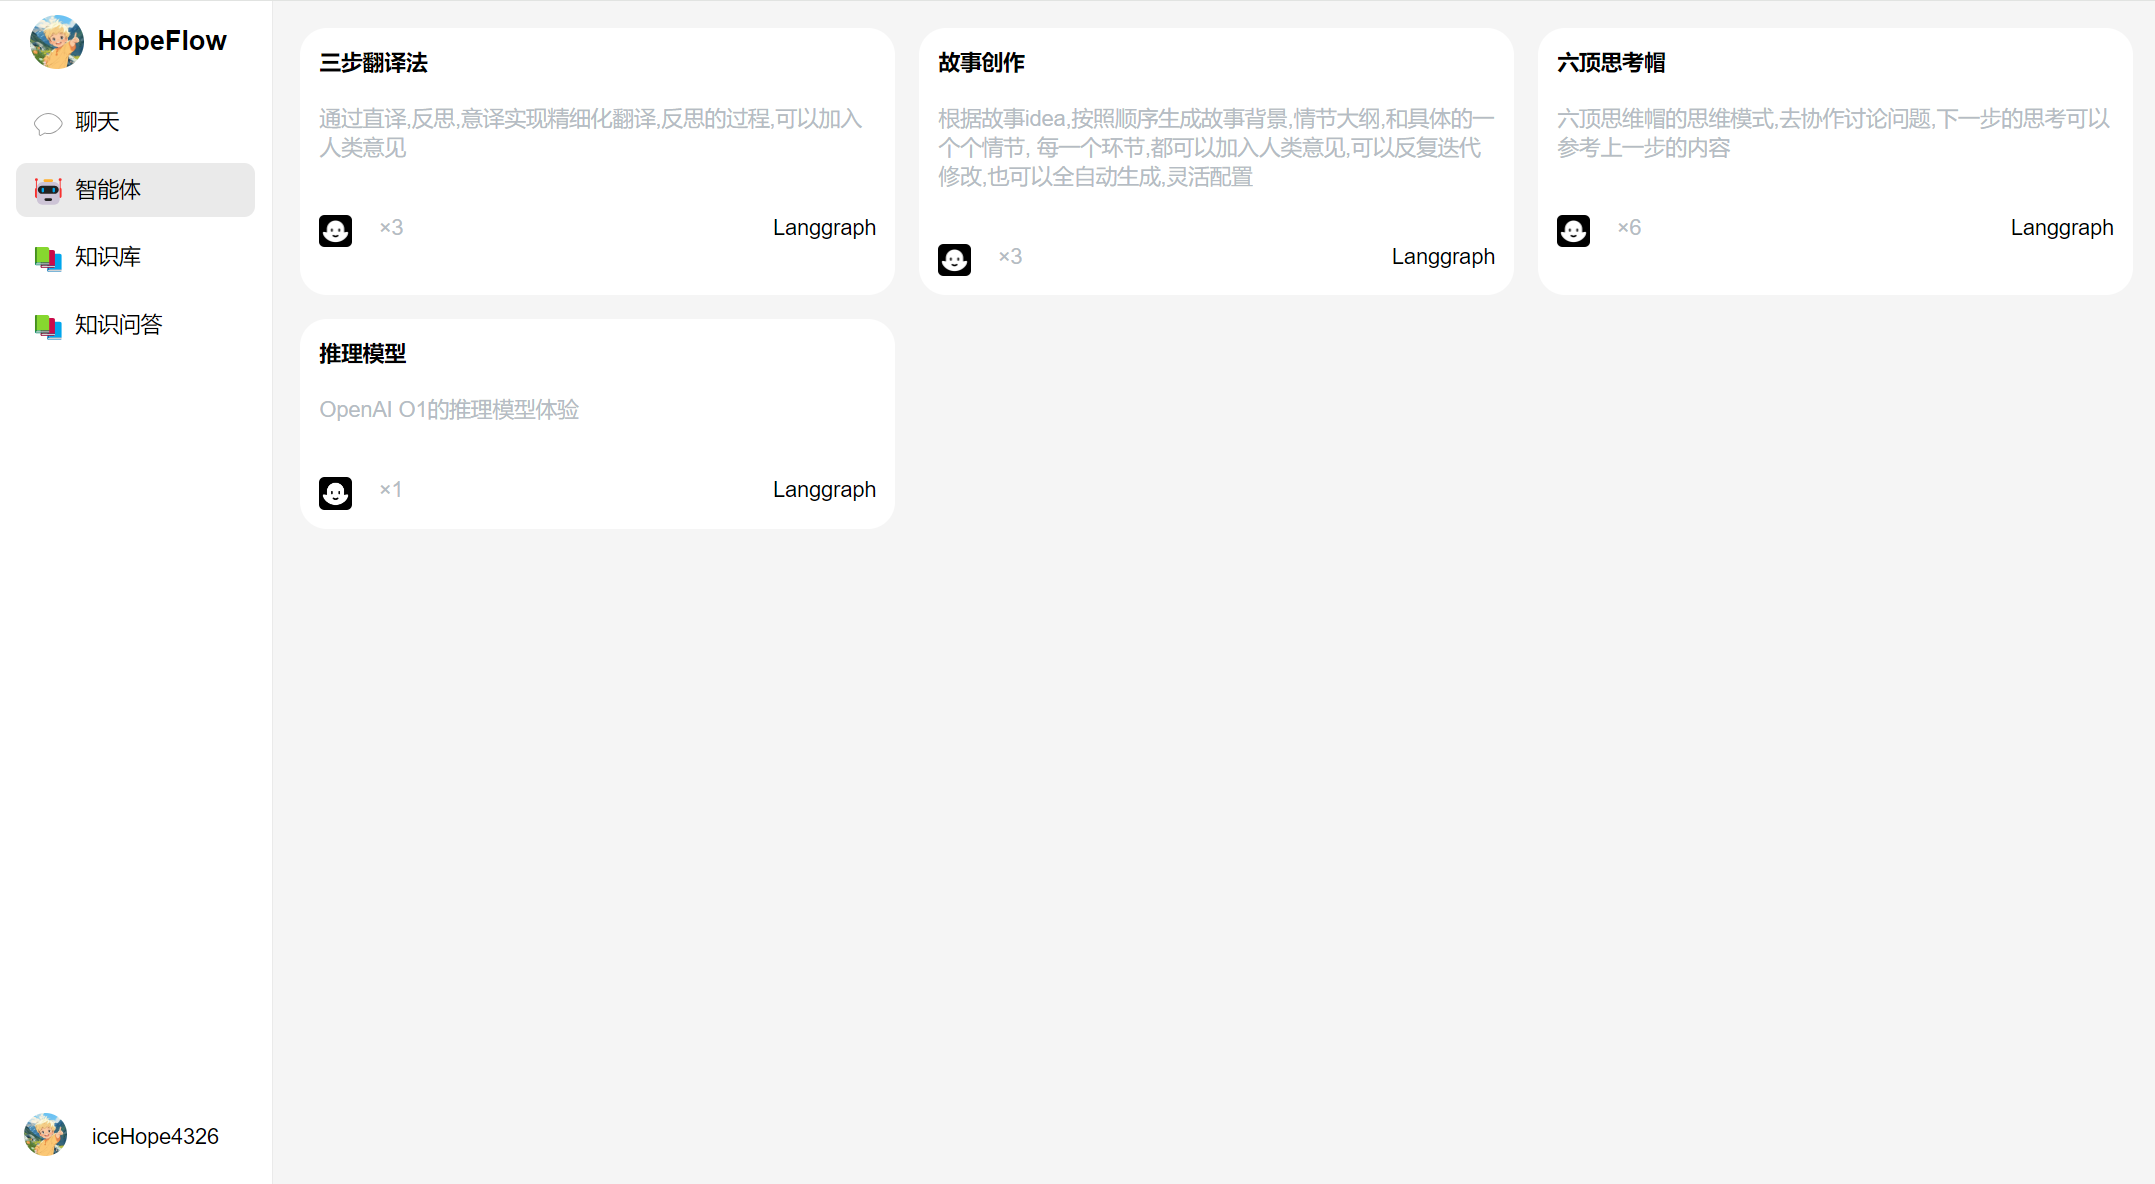 HopeFlow
聊天
智能体
知识库
知识问答
iceHope4326
三步翻译法
通过直译,反思,意译实现精细化翻译,反思的过程,可以加入
人类意见
×3
Langgraph
故事创作
根据故事idea,按照顺序生成故事背景,情节大纲,和具体的一
个个情节, 每一个环节,都可以加入人类意见,可以反复迭代
修改,也可以全自动生成,灵活配置
×3
Langgraph
六顶思考帽
六顶思维帽的思维模式,去协作讨论问题,下一步的思考可以
参考上一步的内容
×6
Langgraph
推理模型
OpenAI O1的推理模型体验
×1
Langgraph